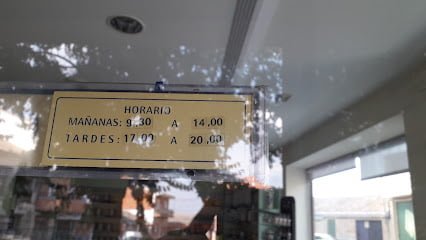 HORARIO
MAÑANAS: 9.30 A 14.00
TARDES: 17.00 A 20.00